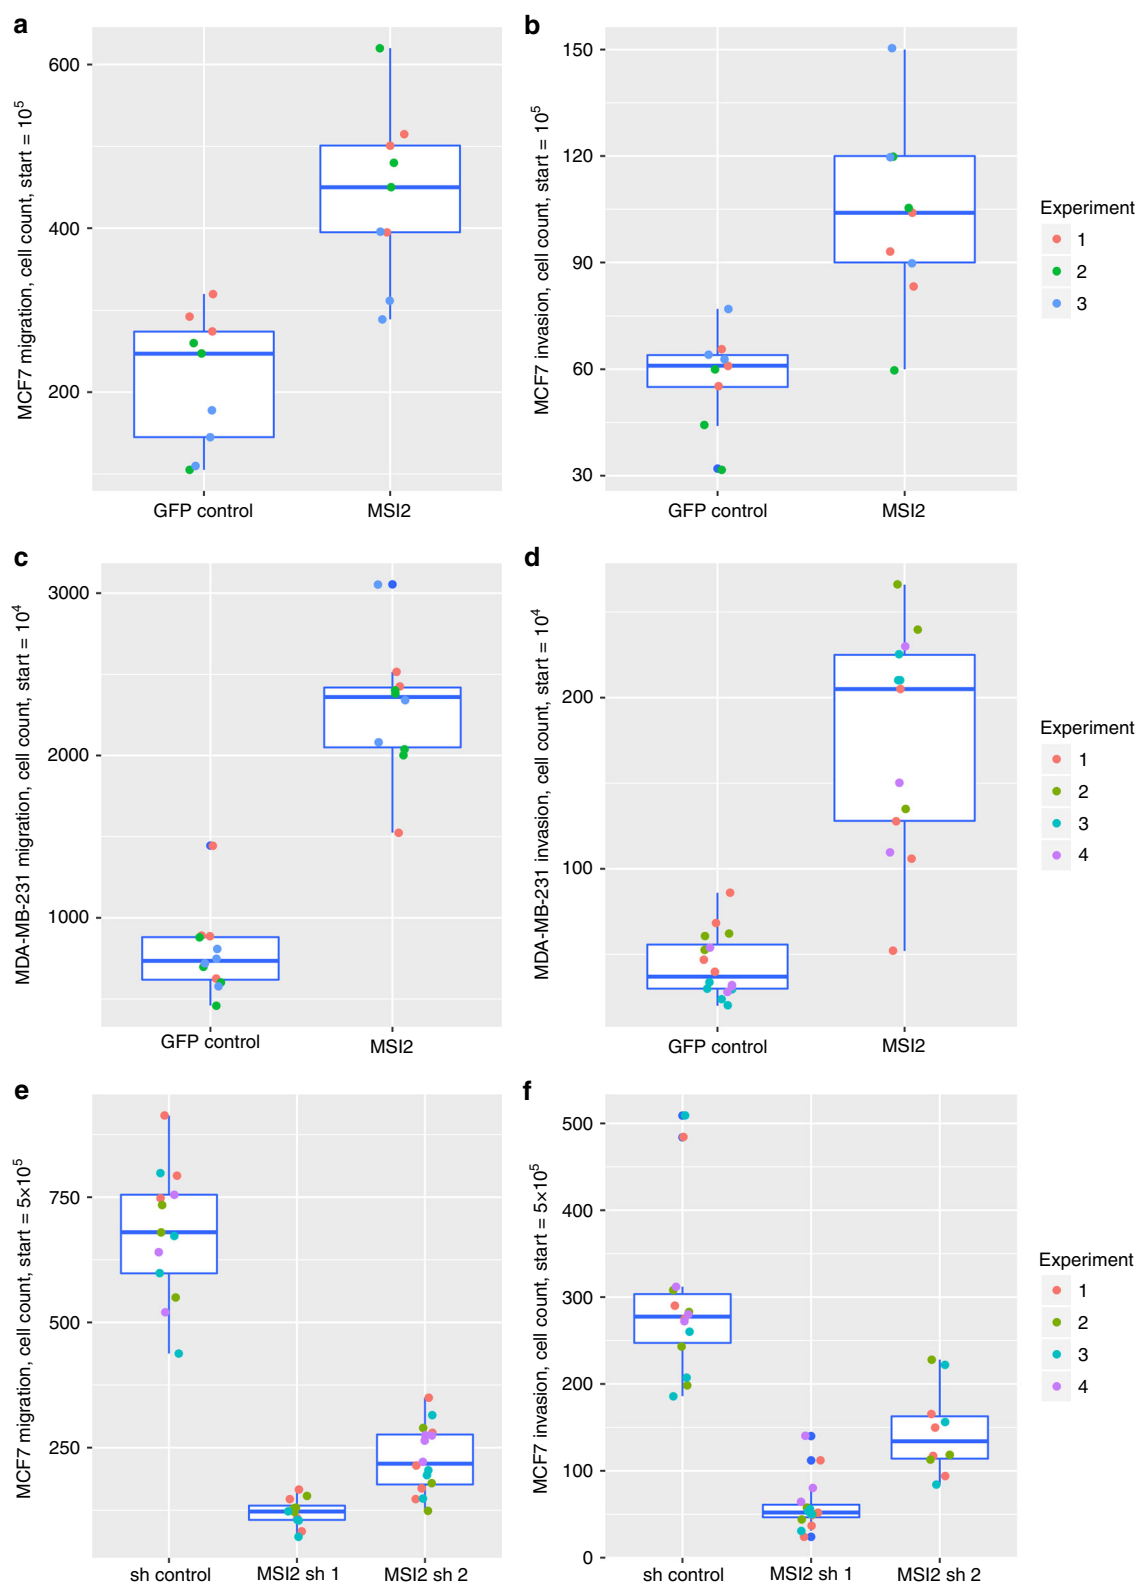 a
MCF7 migration, cell count, start = 10⁵
600
400
200
GFP control
MSI2
b
MCF7 invasion, cell count, start = 10⁵
150
120
90
60
30
GFP control
MSI2
Experiment
1
2
3
c
MDA-MB-231 migration, cell count, start = 10⁴
3000
2000
1000
GFP control
MSI2
d
MDA-MB-231 invasion, cell count, start = 10⁴
200
100
GFP control
MSI2
Experiment
1
2
3
4
e
MCF7 migration, cell count, start = 5×10⁵
750
500
250
sh control
MSI2 sh 1
MSI2 sh 2
f
MCF7 invasion, cell count, start = 5×10⁵
500
400
300
200
100
0
sh control
MSI2 sh 1
MSI2 sh 2
Experiment
1
2
3
4